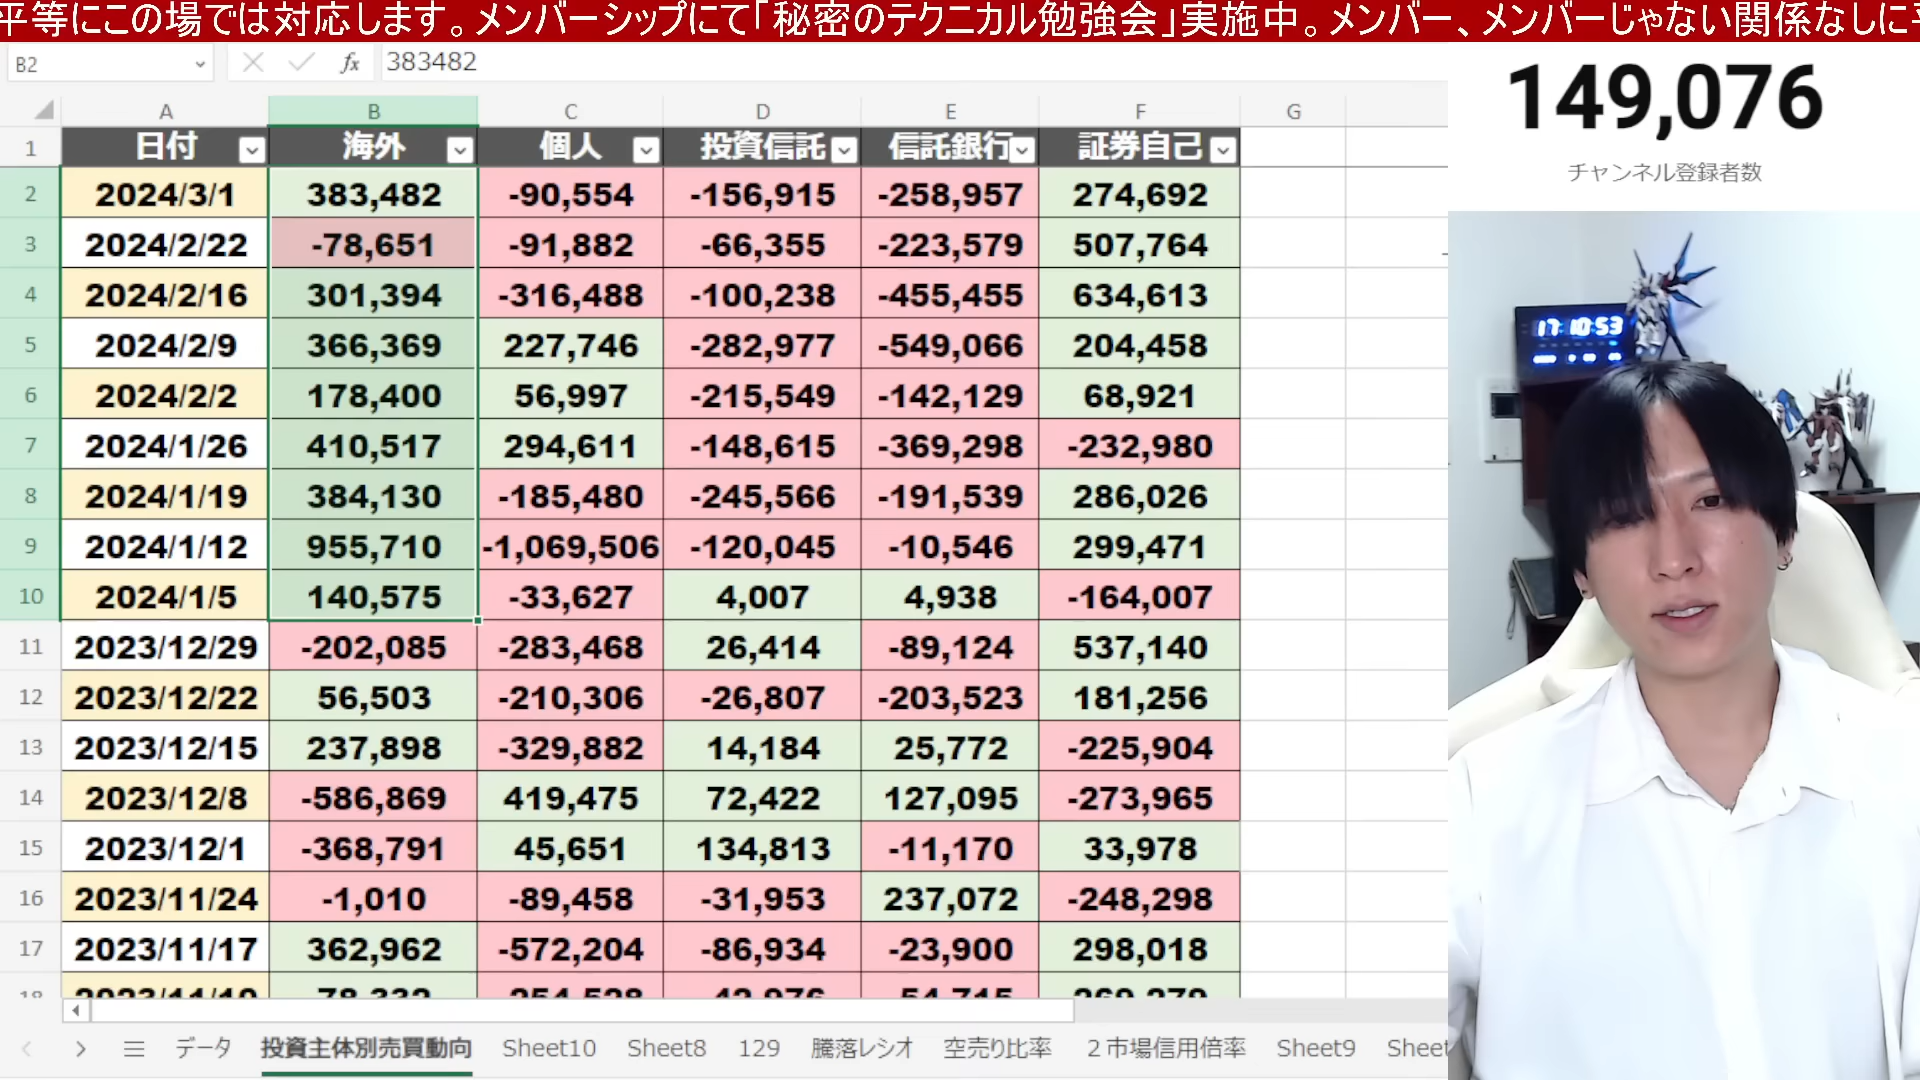 平等にこの場では対応します。メンバーシップにて「秘密のテクニカル勉強会」実施中。メンバー、メンバーじゃない関係なしに平
B2 fx 383482
149,076
チャンネル登録者数
A B C D E F G
1 日付 海外 個人 投資信託 信託銀行 証券自己
2 2024/3/1 383,482 -90,554 -156,915 -258,957 274,692
3 2024/2/22 -78,651 -91,882 -66,355 -223,579 507,764
4 2024/2/16 301,394 -316,488 -100,238 -455,455 634,613
5 2024/2/9 366,369 227,746 -282,977 -549,066 204,458
6 2024/2/2 178,400 56,997 -215,549 -142,129 68,921
7 2024/1/26 410,517 294,611 -148,615 -369,298 -232,980
8 2024/1/19 384,130 -185,480 -245,566 -191,539 286,026
9 2024/1/12 955,710 -1,069,506 -120,045 -10,546 299,471
10 2024/1/5 140,575 -33,627 4,007 4,938 -164,007
11 2023/12/29 -202,085 -283,468 26,414 -89,124 537,140
12 2023/12/22 56,503 -210,306 -26,807 -203,523 181,256
13 2023/12/15 237,898 -329,882 14,184 25,772 -225,904
14 2023/12/8 -586,869 419,475 72,422 127,095 -273,965
15 2023/12/1 -368,791 45,651 134,813 -11,170 33,978
16 2023/11/24 -1,010 -89,458 -31,953 237,072 -248,298
17 2023/11/17 362,962 -572,204 -86,934 -23,900 298,018
17:10:53
データ 投資主体別売買動向 Sheet10 Sheet8 129 騰落レシオ 空売り比率 2市場信用倍率 Sheet9 Sheet